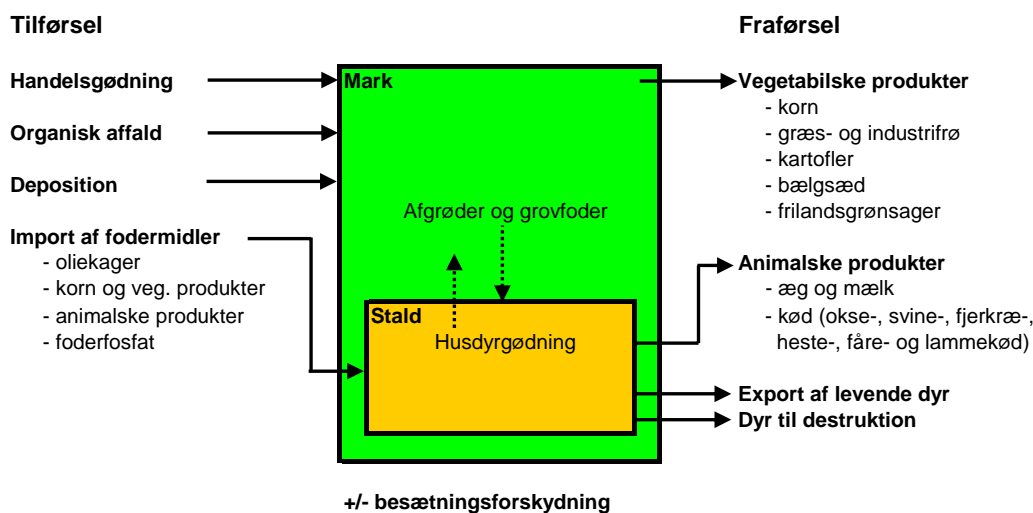 Tilførsel
Handelsgødning
Organisk affald
Deposition
Import af fodermidler
- oliekager
- korn og veg. produkter
- animalske produkter
- foderfosfat
Mark
Afgrøder og grovfoder
Stald
Husdyrgødning
+/- besætningsforskydning
Fraførsel
Vegetabilske produkter
- korn
- græs- og industrifrø
- kartofler
- bælgsæd
- frilandsgrønsager
Animalske produkter
- æg og mælk
- kød (okse-, svine-, fjerkræ-,
heste-, fåre- og lammekød)
Export af levende dyr
Dyr til destruktion